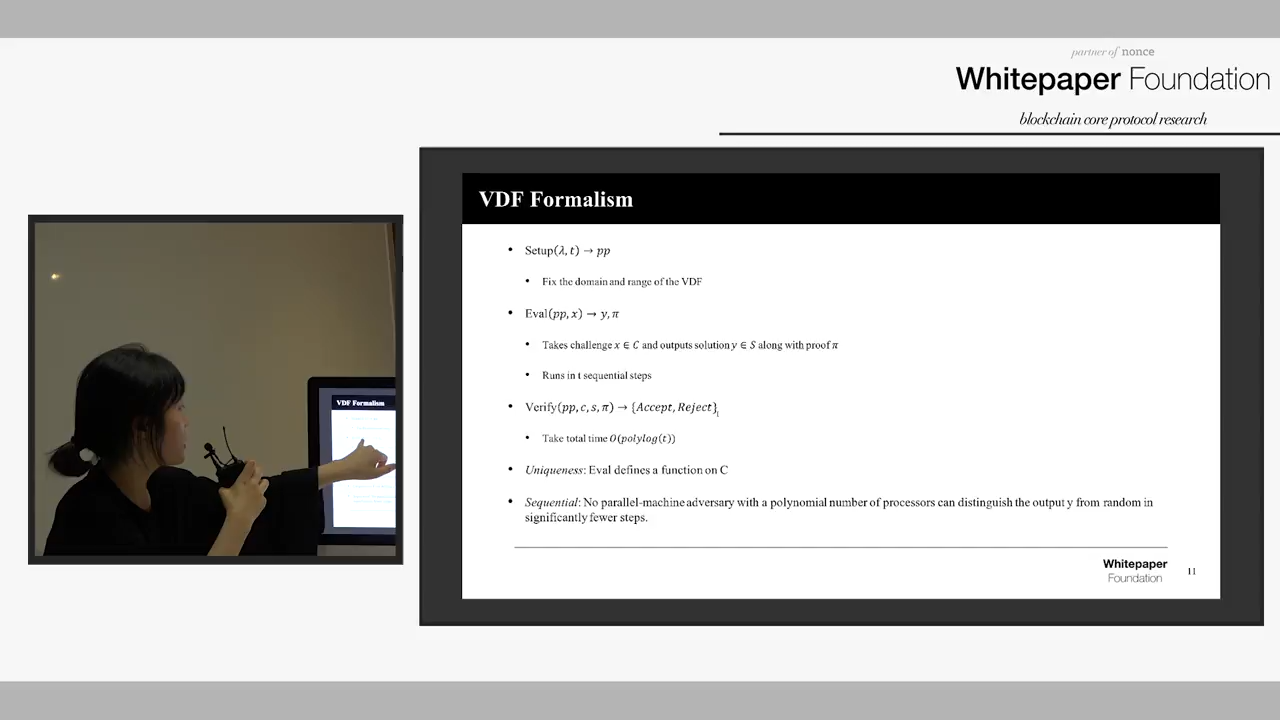 partner of nonce
Whitepaper Foundation
blockchain core protocol research
VDF Formalism
• Setup(λ, t) → pp
• Fix the domain and range of the VDF
• Eval(pp, x) → y, π
• Takes challenge x ∈ C and outputs solution y ∈ S along with proof π
• Runs in t sequential steps
• Verify(pp, c, s, π) → {Accept, Reject}
• Take total time O(polylog(t))
• Uniqueness: Eval defines a function on C
• Sequential: No parallel-machine adversary with a polynomial number of processors can distinguish the output y from random in
significantly fewer steps.
Whitepaper
Foundation
11
VDF Formalism